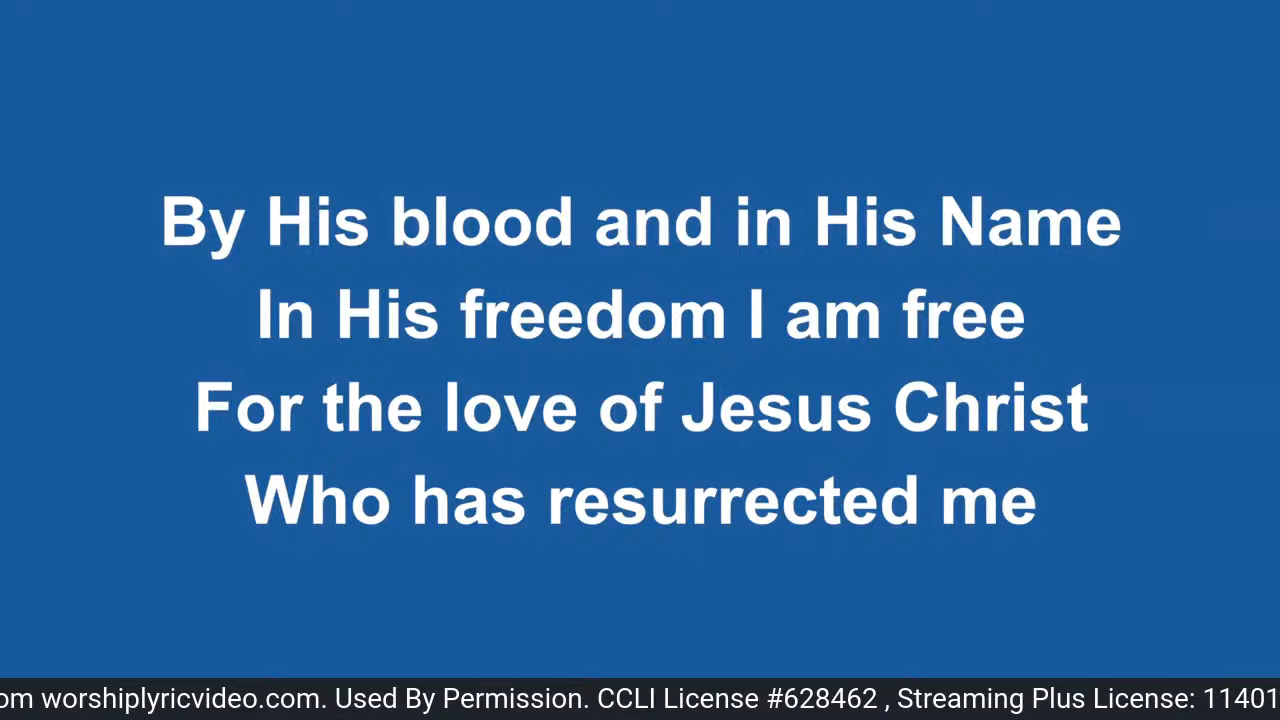 By His blood and in His Name
In His freedom I am free
For the love of Jesus Christ
Who has resurrected me
om worshiplyricvideo.com. Used By Permission. CCLI License #628462 , Streaming Plus License: 11401